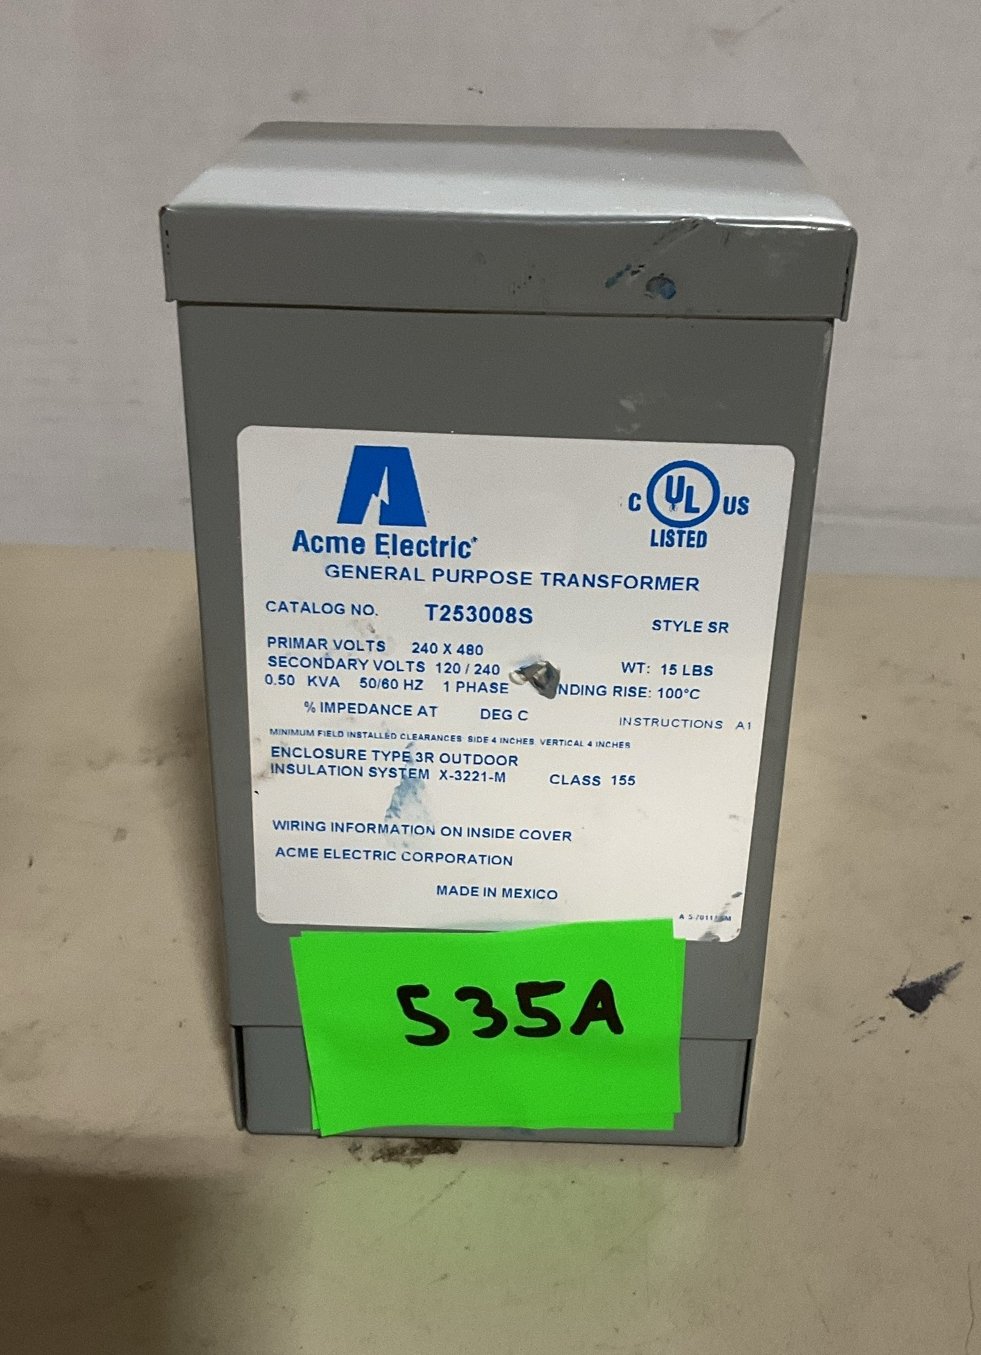 C UL US
LISTED
Acme Electric
GENERAL PURPOSE TRANSFORMER
CATALOG NO. T253008S
STYLE SR
PRIMAR VOLTS 240 X 480
SECONDARY VOLTS 120 / 240 WT: 15 LBS
0.50 KVA 50/60 HZ 1 PHASE NDING RISE: 100°C
% IMPEDANCE AT DEG C INSTRUCTIONS A1
MINIMUM FIELD INSTALLED CLEARANCES SIDE 4 INCHES VERTICAL 4 INCHES
ENCLOSURE TYPE 3R OUTDOOR
INSULATION SYSTEM X-3221-M CLASS 155
WIRING INFORMATION ON INSIDE COVER
ACME ELECTRIC CORPORATION
MADE IN MEXICO
535A